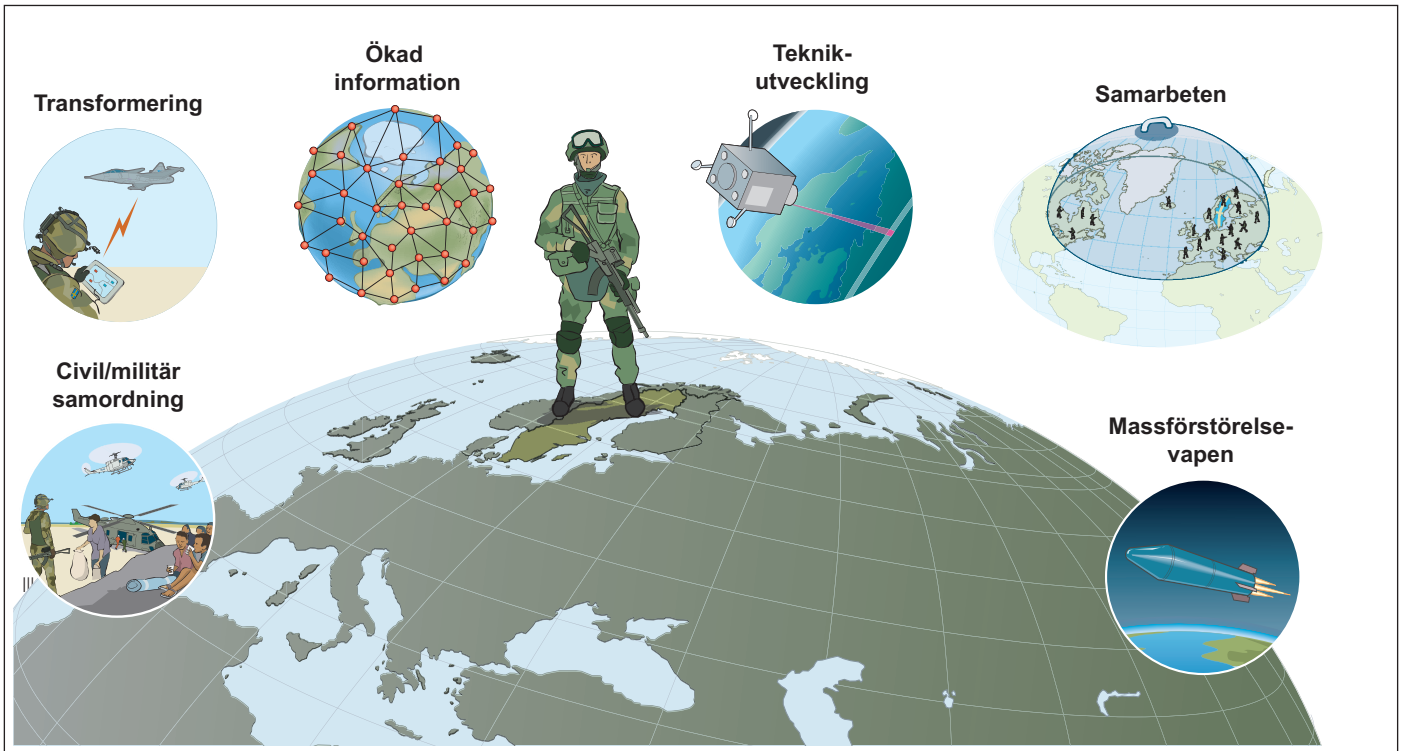 Transformering
Ökad
information
Teknik-
utveckling
Samarbeten
Civil/militär
samordning
Massförstörelse-
vapen